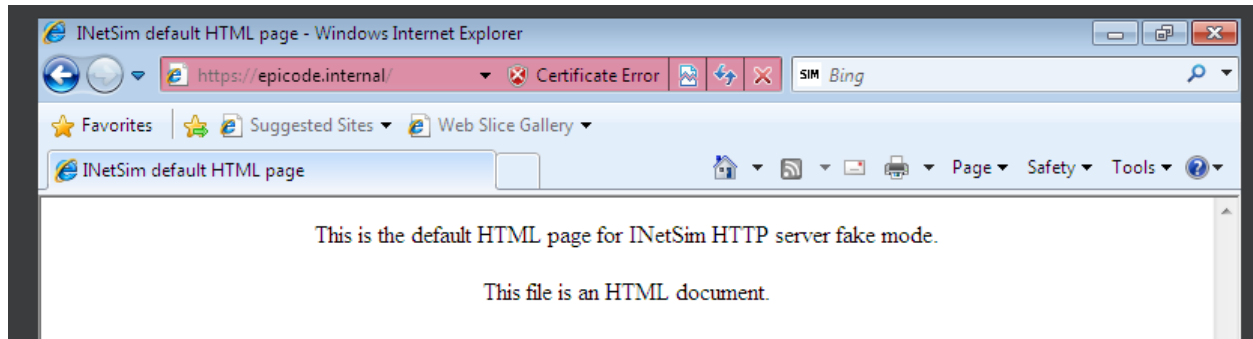 INetSim default HTML page - Windows Internet Explorer
https://epicode.internal/ Certificate Error SIM Bing
Favorites Suggested Sites Web Slice Gallery
INetSim default HTML page Page Safety Tools
This is the default HTML page for INetSim HTTP server fake mode.
This file is an HTML document.